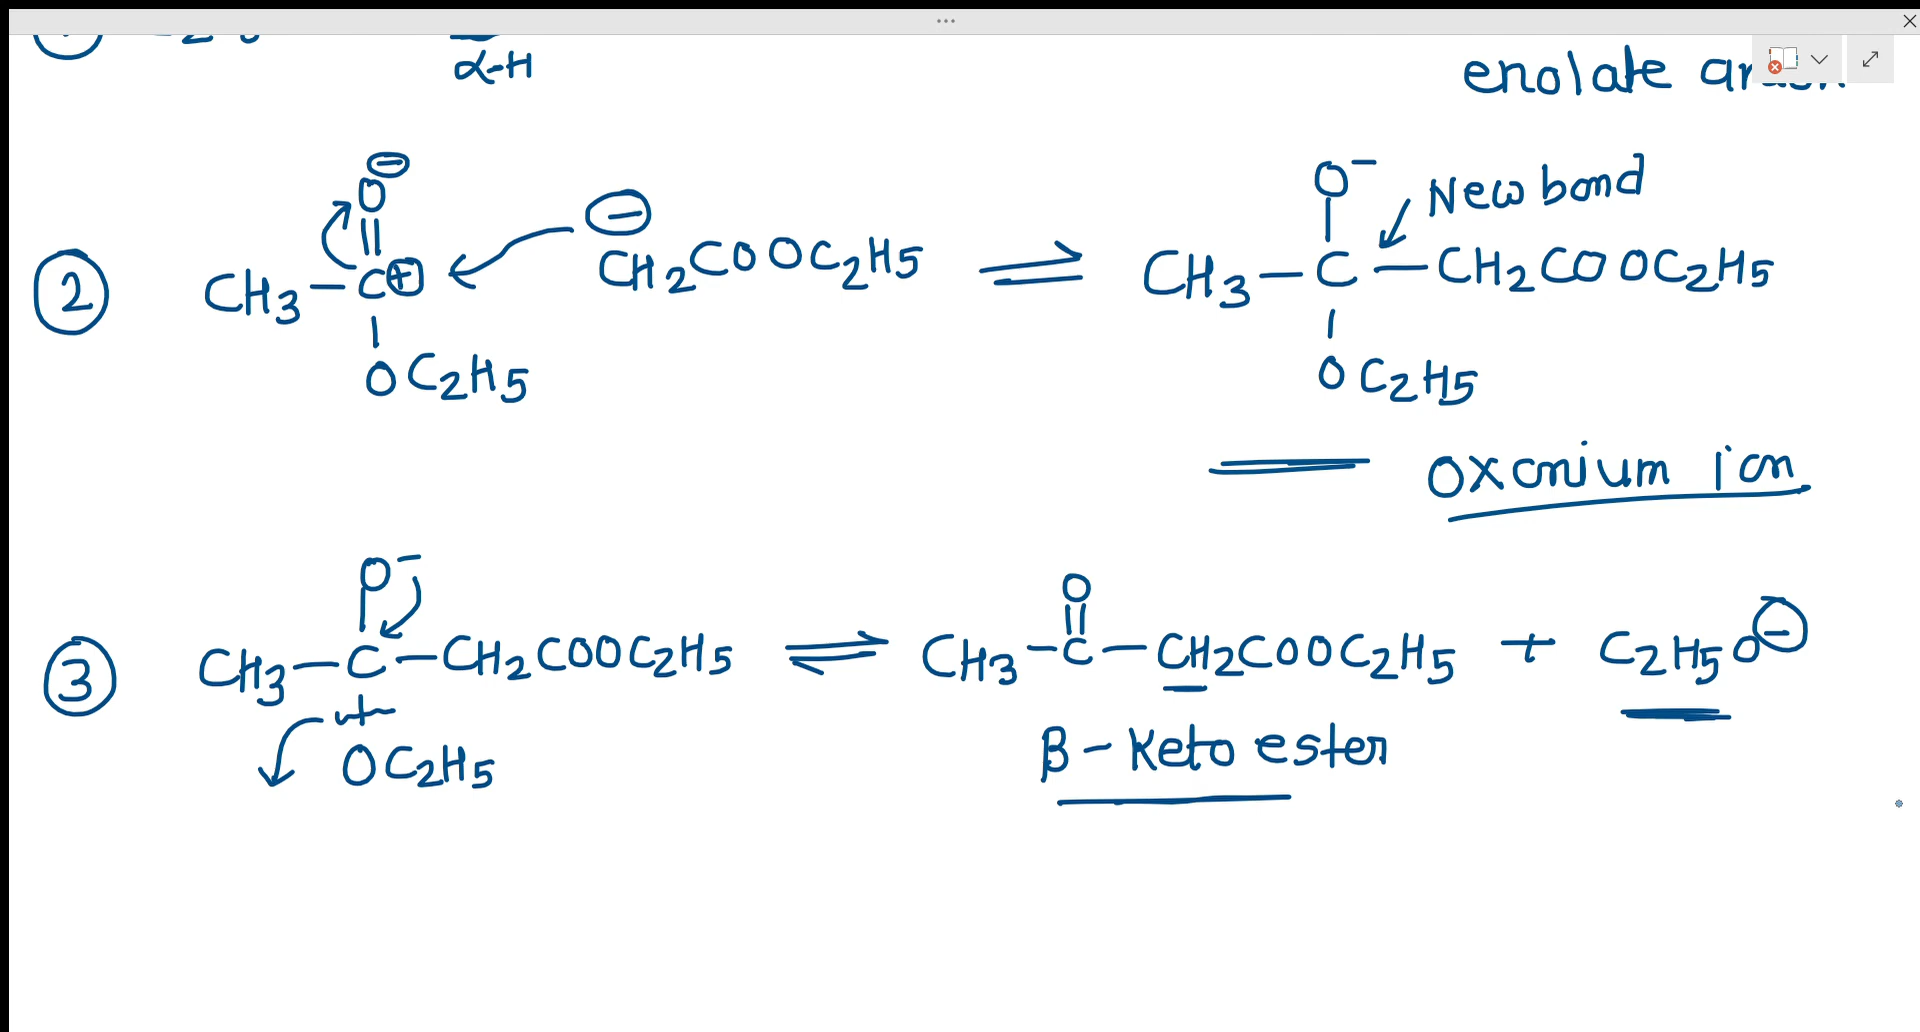 α-H
enolate
② CH3–C(+)(=O⊖)–OC2H5 ⊖CH2COOC2H5 ⇌ CH3–C(O⁻)(OC2H5)–CH2COOC2H5 New bond
Oxonium ion
③ CH3–C(O⁻)(OC2H5)–CH2COOC2H5 ⇌ CH3–C(=O)–CH2COOC2H5 + C2H5O⊖
β-Keto ester